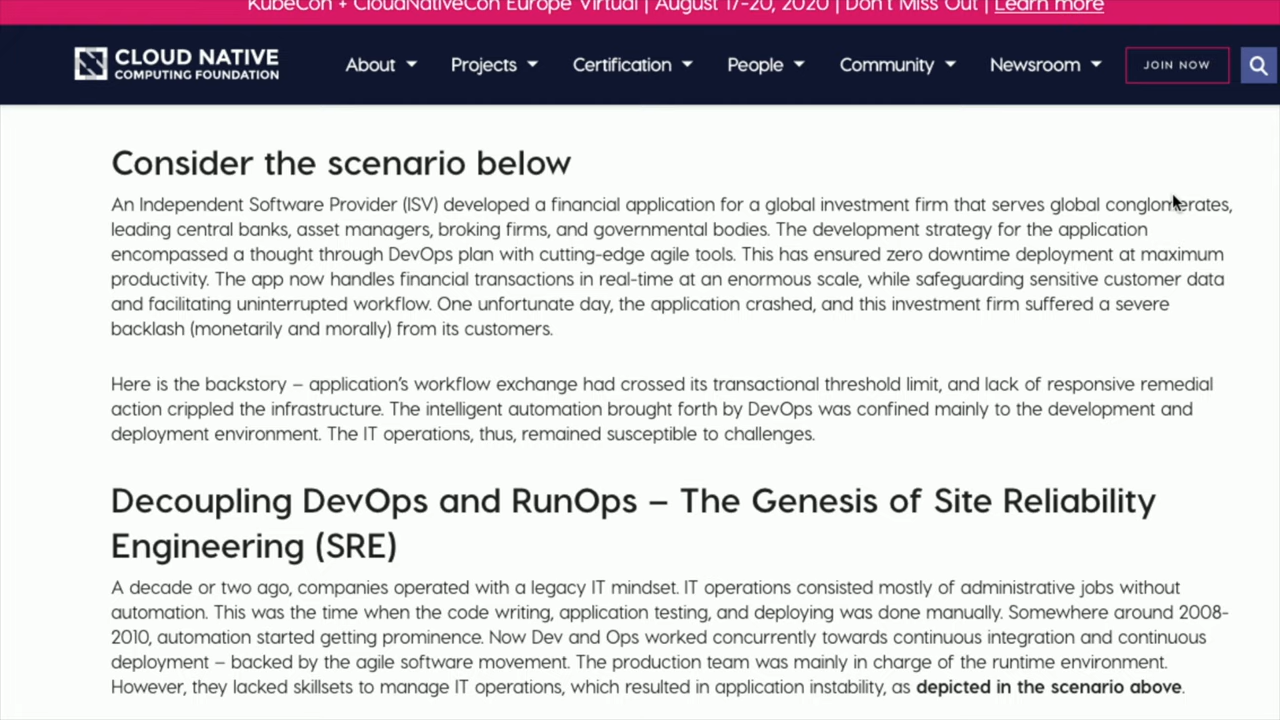 KubeCon + CloudNativeCon Europe Virtual | August 17-20, 2020 | Don't Miss Out | Learn more
CLOUD NATIVE
COMPUTING FOUNDATION
About
Projects
Certification
People
Community
Newsroom
JOIN NOW
Consider the scenario below
An Independent Software Provider (ISV) developed a financial application for a global investment firm that serves global conglomerates,
leading central banks, asset managers, broking firms, and governmental bodies. The development strategy for the application
encompassed a thought through DevOps plan with cutting-edge agile tools. This has ensured zero downtime deployment at maximum
productivity. The app now handles financial transactions in real-time at an enormous scale, while safeguarding sensitive customer data
and facilitating uninterrupted workflow. One unfortunate day, the application crashed, and this investment firm suffered a severe
backlash (monetarily and morally) from its customers.
Here is the backstory – application's workflow exchange had crossed its transactional threshold limit, and lack of responsive remedial
action crippled the infrastructure. The intelligent automation brought forth by DevOps was confined mainly to the development and
deployment environment. The IT operations, thus, remained susceptible to challenges.
Decoupling DevOps and RunOps – The Genesis of Site Reliability
Engineering (SRE)
A decade or two ago, companies operated with a legacy IT mindset. IT operations consisted mostly of administrative jobs without
automation. This was the time when the code writing, application testing, and deploying was done manually. Somewhere around 2008-
2010, automation started getting prominence. Now Dev and Ops worked concurrently towards continuous integration and continuous
deployment – backed by the agile software movement. The production team was mainly in charge of the runtime environment.
However, they lacked skillsets to manage IT operations, which resulted in application instability, as depicted in the scenario above.